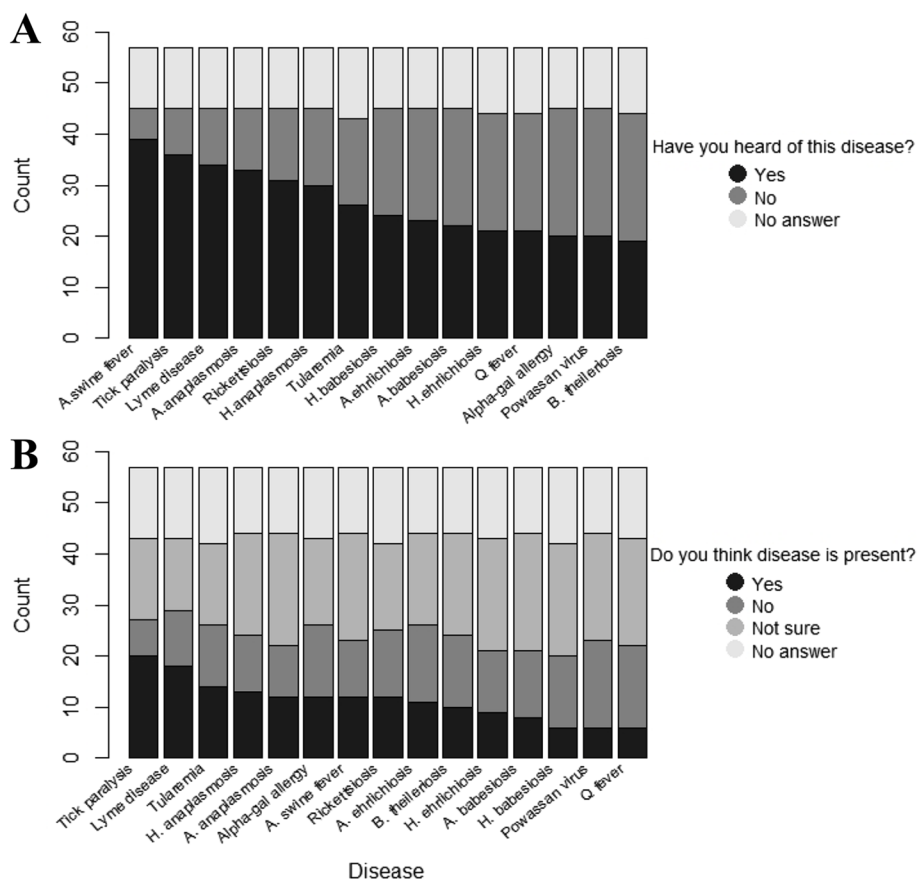 A
60
50
40
30
20
10
0
Count
A.swine fever
Tick paralysis
Lyme disease
A.anaplasmosis
Rickettsiosis
H.anaplasmosis
Tularemia
H.babesiosis
A.ehrlichiosis
A.babesiosis
H.ehrlichiosis
Q fever
Alpha-gal allergy
Powassan virus
B. theileriosis
Have you heard of this disease?
Yes
No
No answer
B
60
50
40
30
20
10
0
Count
Tick paralysis
Lyme disease
Tularemia
H. anaplasmosis
A. anaplasmosis
Alpha-gal allergy
A. swine fever
Rickettsiosis
A. ehrlichiosis
B. theileriosis
H. ehrlichiosis
A. babesiosis
H. babesiosis
Powassan virus
Q fever
Disease
Do you think disease is present?
Yes
No
Not sure
No answer